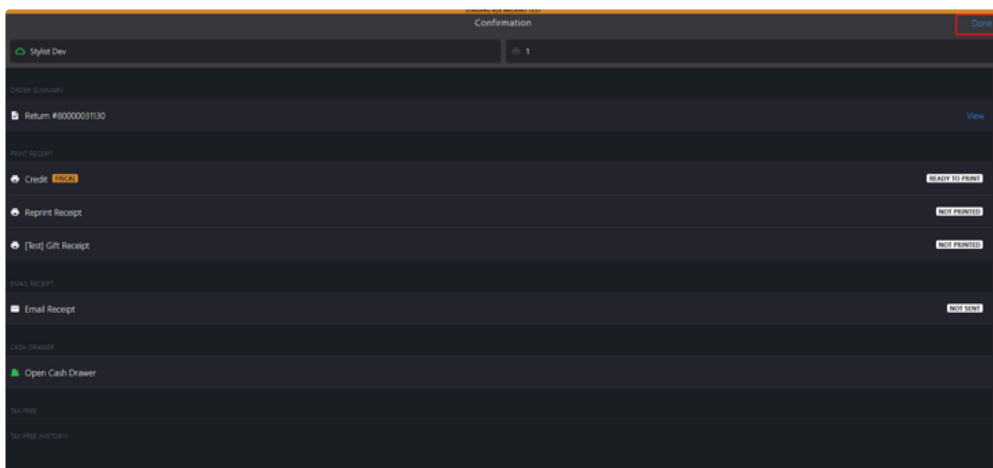 Confirmation
Done
Stylist Dev
1
ORDER SUMMARY
Return #80000031130
View
PRINT RECEIPT
Credit FISCAL
READY TO PRINT
Reprint Receipt
NOT PRINTED
[Test] Gift Receipt
NOT PRINTED
EMAIL RECEIPT
Email Receipt
NOT SENT
CASH DRAWER
Open Cash Drawer
TAX FREE
TAX FREE (HISTORY)